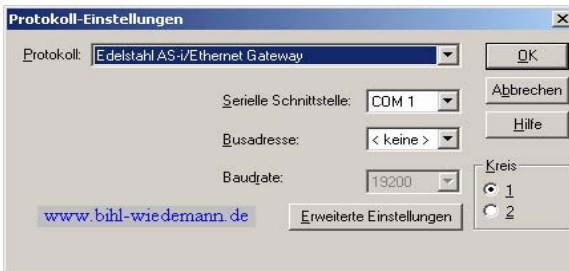 Protokoll-Einstellungen
Protokoll: Edelstahl AS-i/Ethernet Gateway
OK
Serielle Schnittstelle: COM 1
Abbrechen
Busadresse: < keine >
Hilfe
Baudrate: 19200
Kreis
1
2
www.bihl-wiedemann.de
Erweiterte Einstellungen